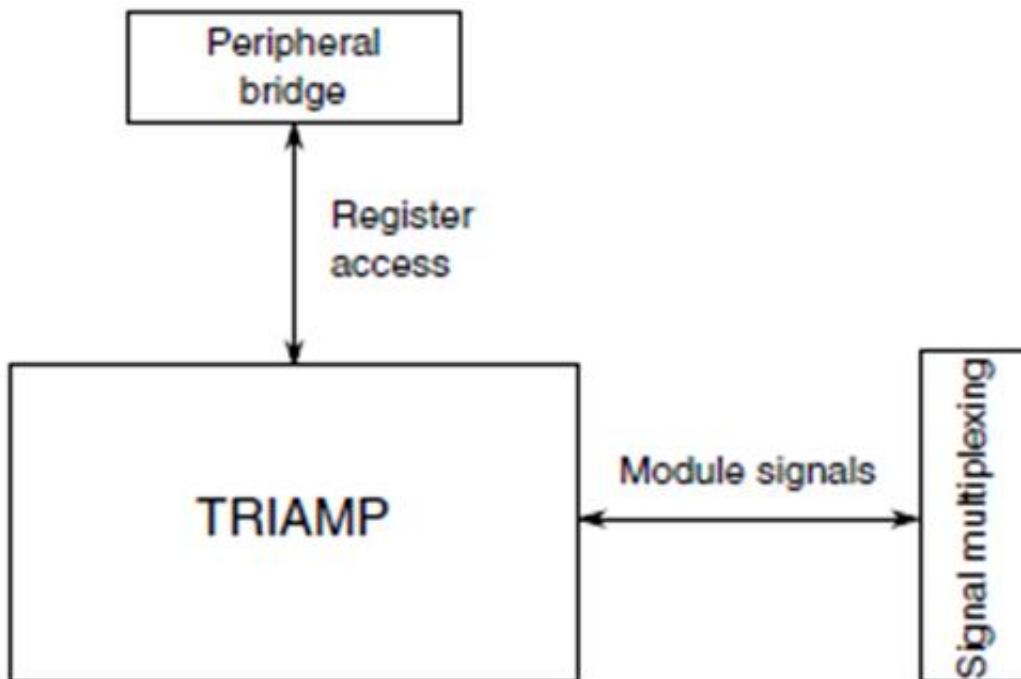 Peripheral
bridge
Register
access
TRIAMP
Module signals
Signal multiplexing